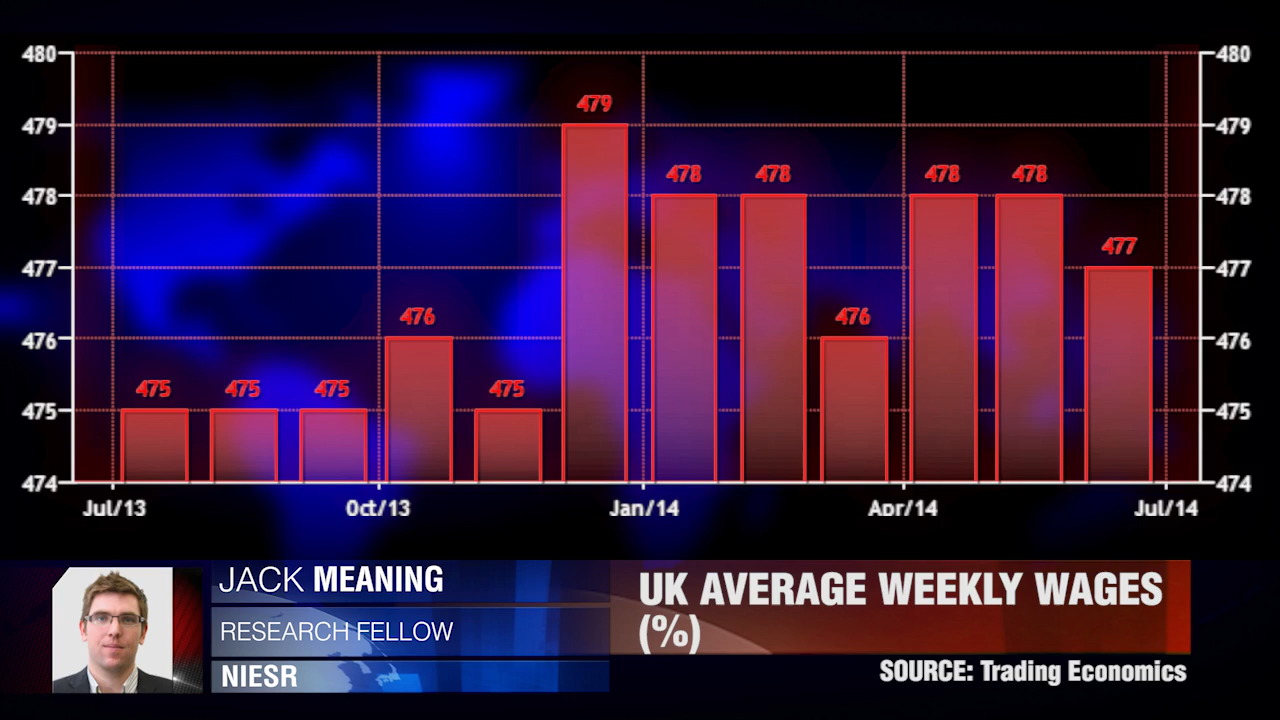 480 480
479
479 479
478 478 478 478
478 478
477
477 477
476 476
476 476
475 475 475 475
475 475
474 474
Jul/13 Oct/13 Jan/14 Apr/14 Jul/14
JACK MEANING
RESEARCH FELLOW
NIESR
UK AVERAGE WEEKLY WAGES
(%)
SOURCE: Trading Economics